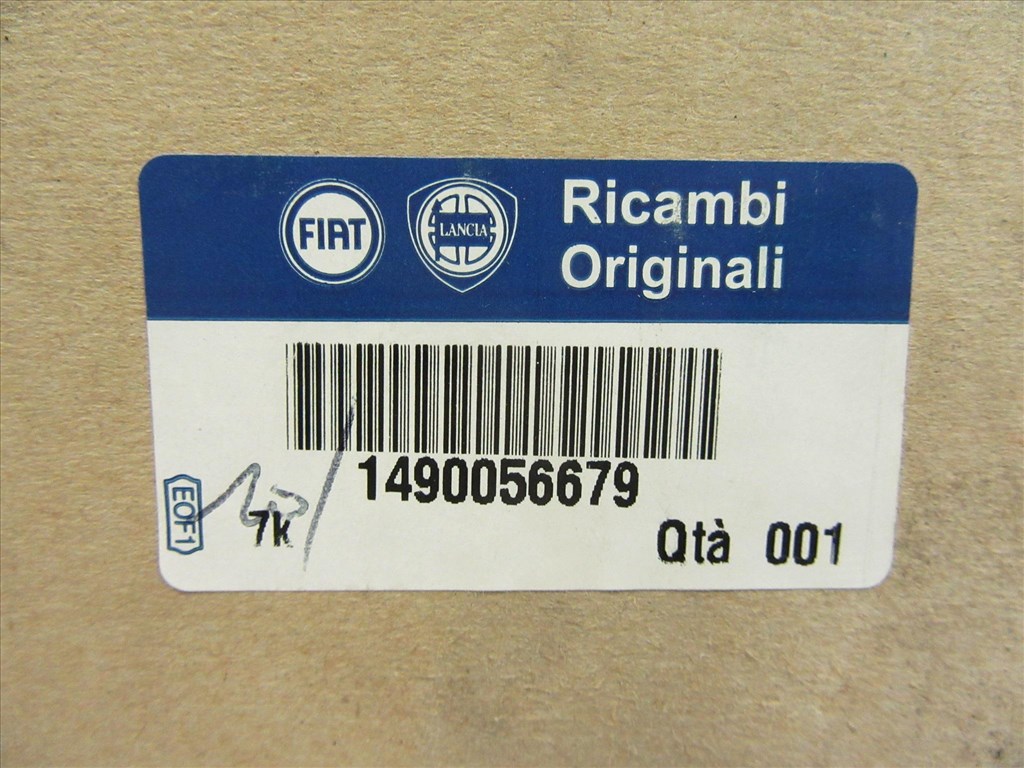 FIAT
LANCIA
Ricambi
Originali
1490056679
EOF1
7k
Qtà 001